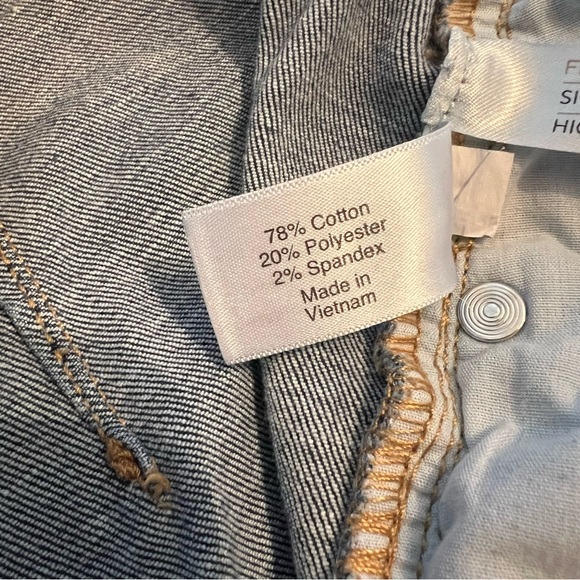 78% Cotton
20% Polyester
2% Spandex
Made in
Vietnam